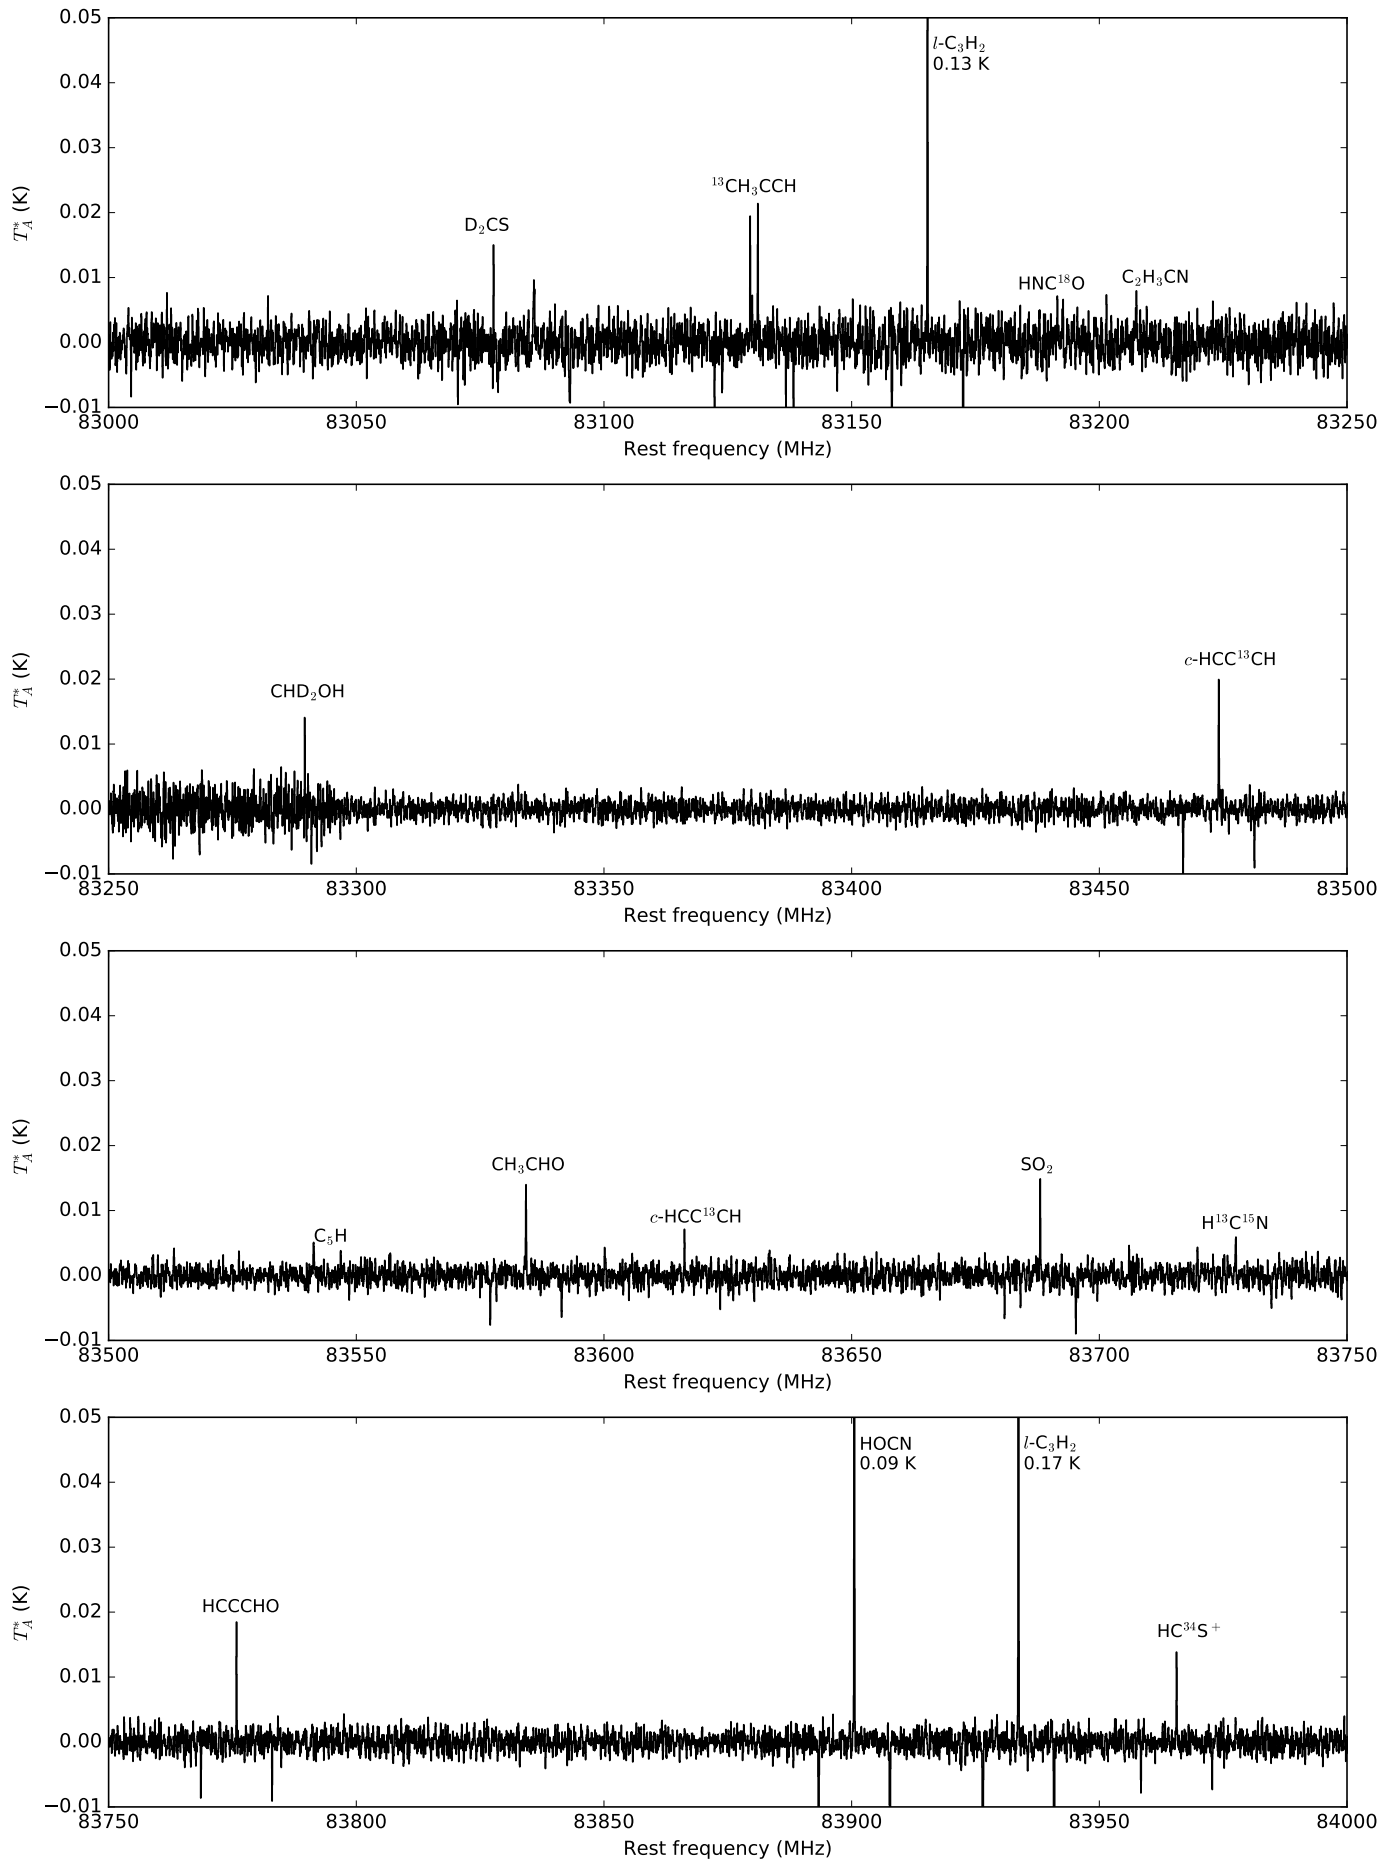 0.05
0.04
0.03
0.02
0.01
0.00
−0.01
T*A (K)
l-C3H2
0.13 K
13CH3CCH
D2CS
HNC18O
C2H3CN
83000 83050 83100 83150 83200 83250
Rest frequency (MHz)
0.05
0.04
0.03
0.02
0.01
0.00
−0.01
T*A (K)
c-HCC13CH
CHD2OH
83250 83300 83350 83400 83450 83500
Rest frequency (MHz)
0.05
0.04
0.03
0.02
0.01
0.00
−0.01
T*A (K)
CH3CHO
SO2
c-HCC13CH
H13C15N
C5H
83500 83550 83600 83650 83700 83750
Rest frequency (MHz)
0.05
0.04
0.03
0.02
0.01
0.00
−0.01
T*A (K)
HOCN
0.09 K
l-C3H2
0.17 K
HCCCHO
HC34S+
83750 83800 83850 83900 83950 84000
Rest frequency (MHz)